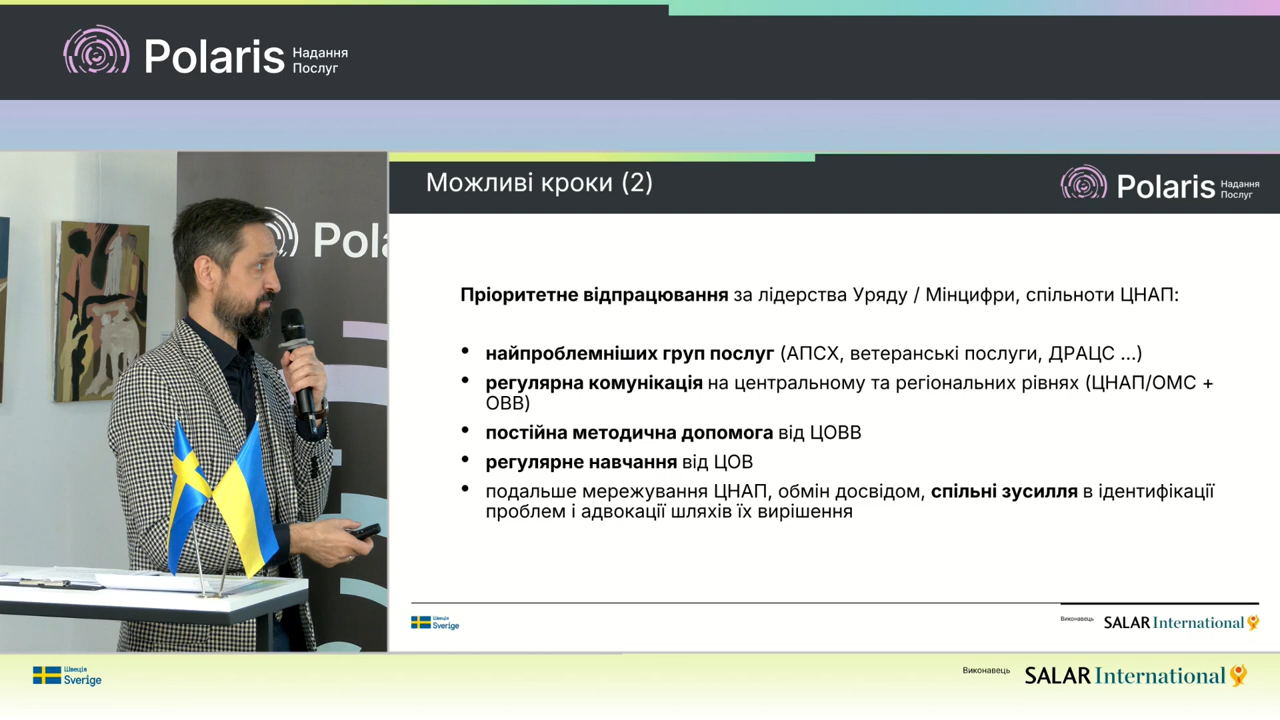 Polaris Надання
Послуг
Pola
Можливі кроки (2)
Polaris Надання
Послуг
Пріоритетне відпрацювання за лідерства Уряду / Мінцифри, спільноти ЦНАП:
• найпроблемніших груп послуг (АПСХ, ветеранські послуги, ДРАЦС ...)
• регулярна комунікація на центральному та регіональних рівнях (ЦНАП/ОМС +
ОВВ)
• постійна методична допомога від ЦОВВ
• регулярне навчання від ЦОВ
• подальше мережування ЦНАП, обмін досвідом, спільні зусилля в ідентифікації
проблем і адвокації шляхів їх вирішення
Швеція
Sverige
Виконавець SALAR International
Швеція
Sverige
Виконавець SALAR International